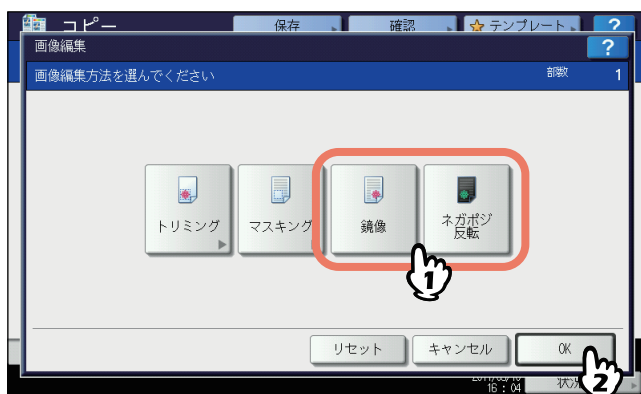 コピー 保存 確認 テンプレート ?
画像編集 ?
画像編集方法を選んでください 部数 1
トリミング マスキング 鏡像 ネガポジ
反転
1
リセット キャンセル OK
2
16:04 状況